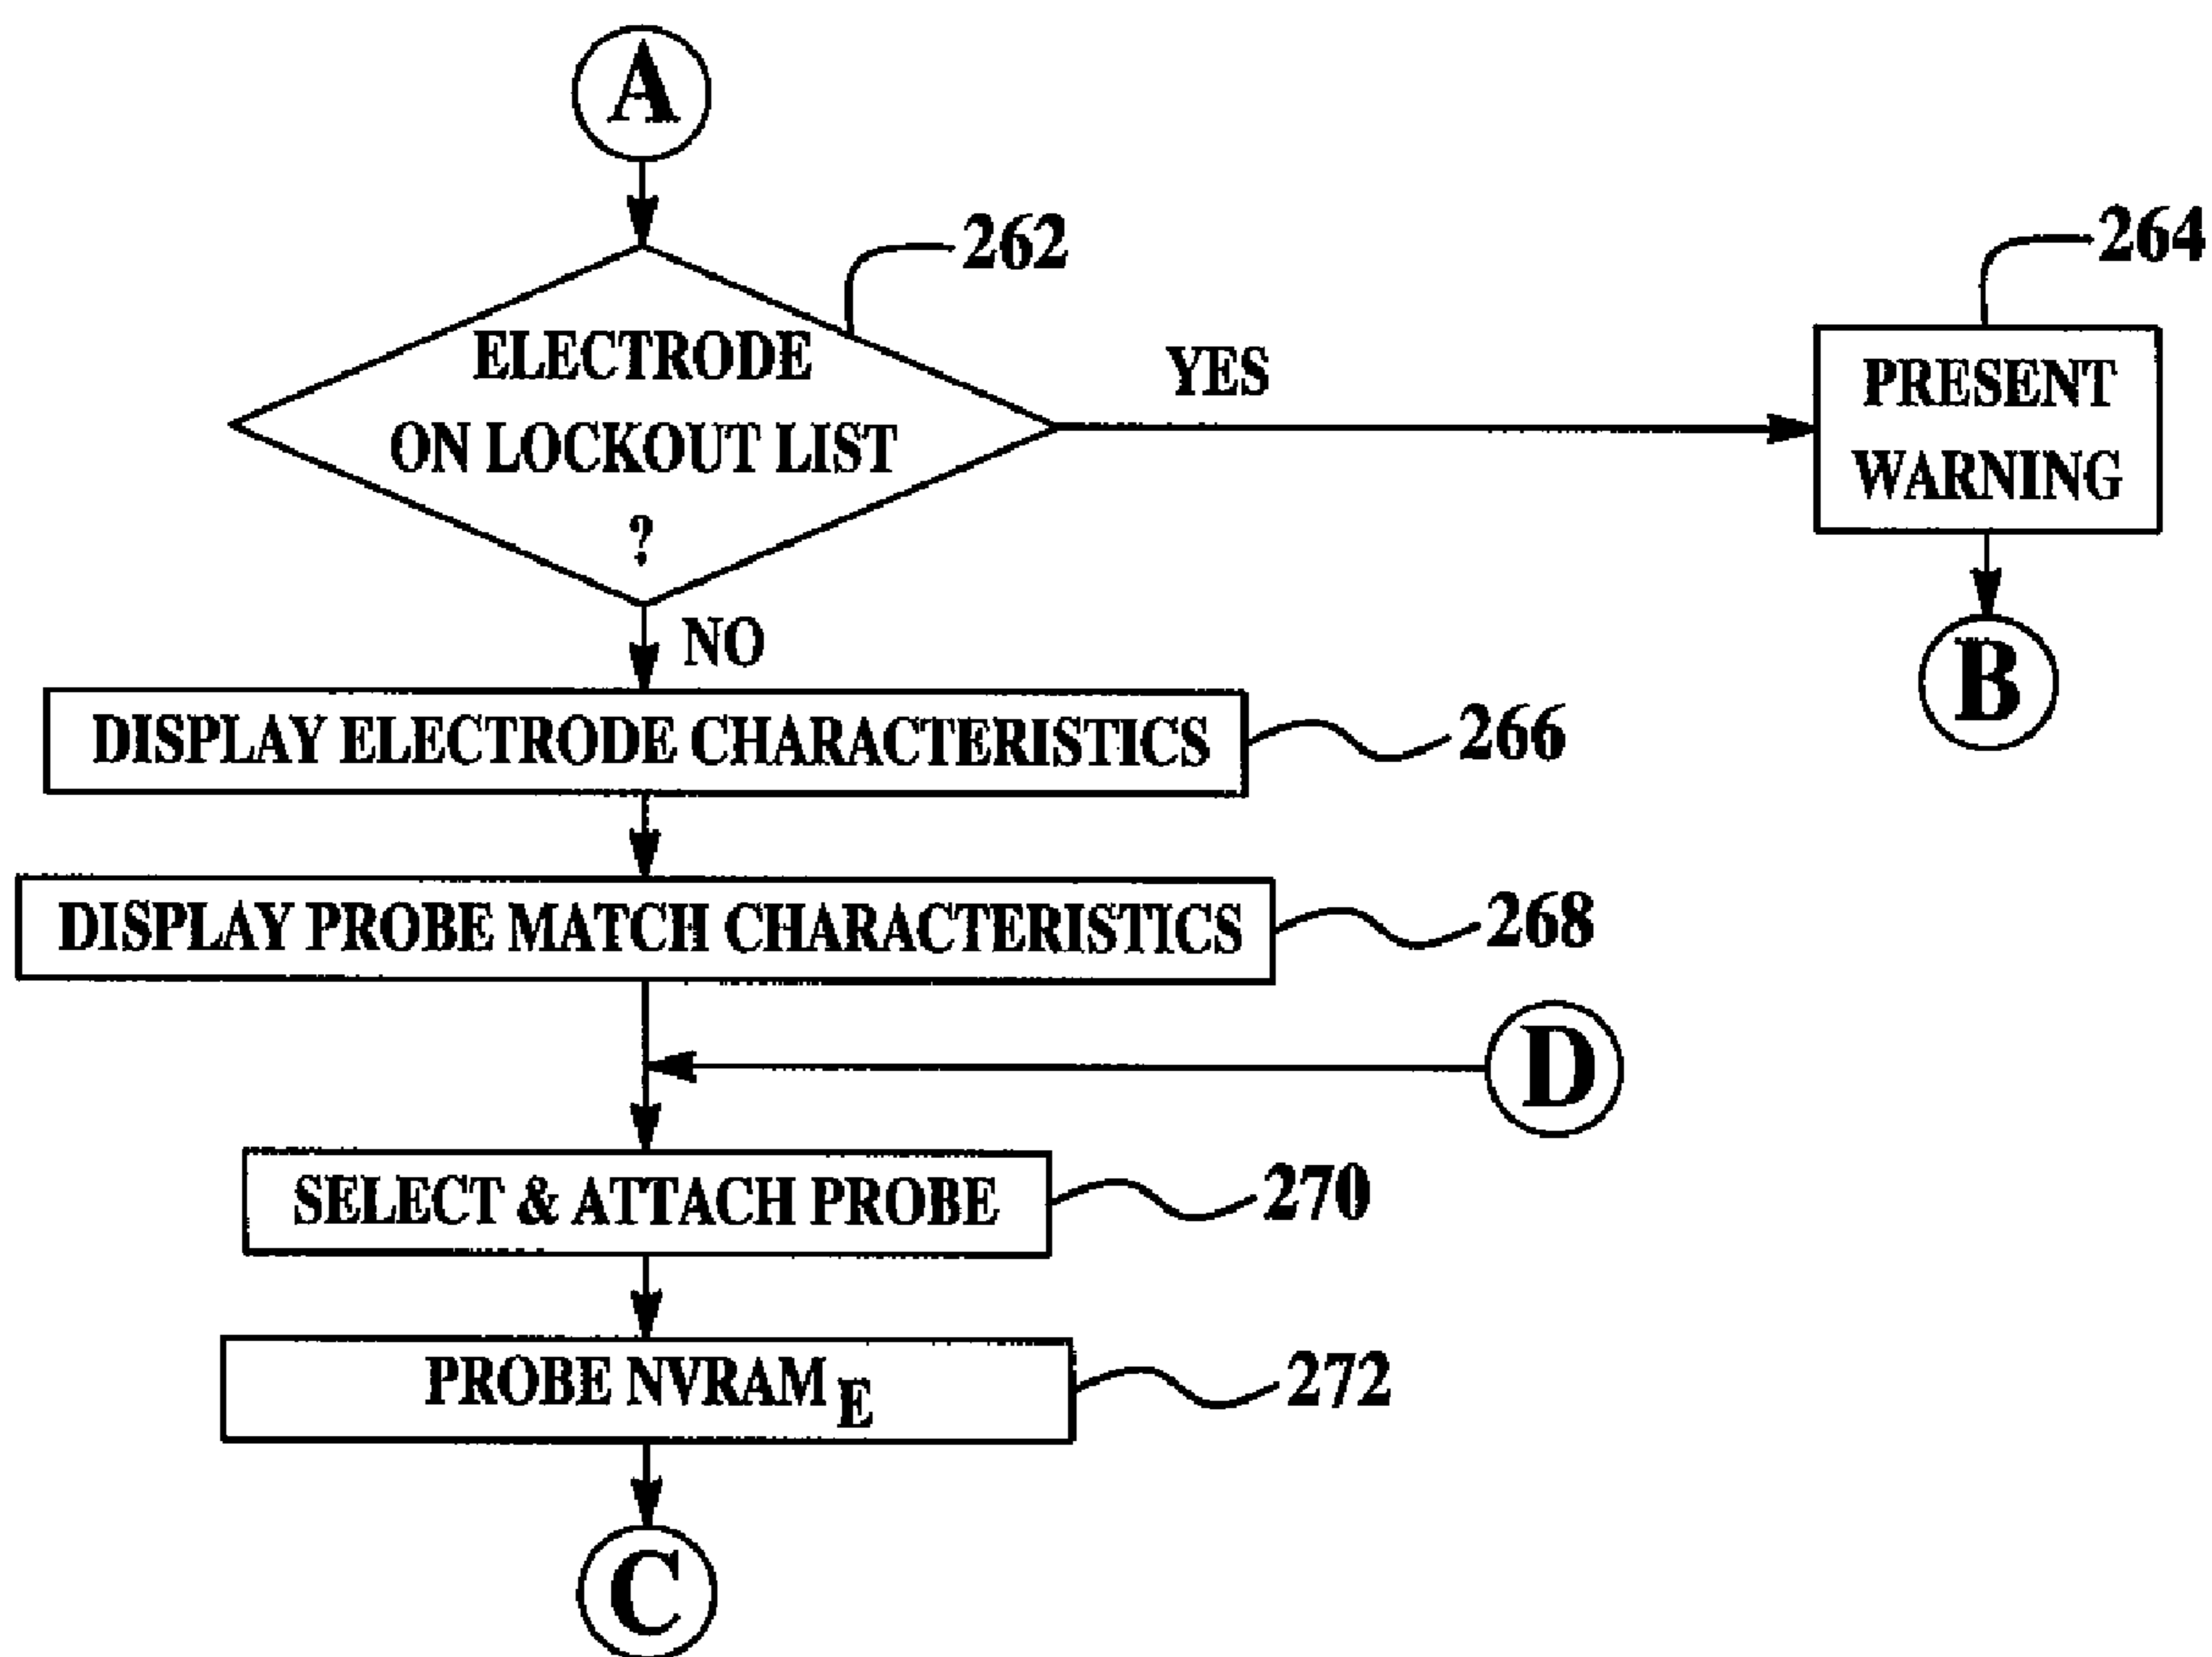 A
262
264
ELECTRODE
ON LOCKOUT LIST
?
YES
PRESENT
WARNING
NO
B
DISPLAY ELECTRODE CHARACTERISTICS
266
DISPLAY PROBE MATCH CHARACTERISTICS
268
D
SELECT & ATTACH PROBE
270
PROBE NVRAM E
272
C